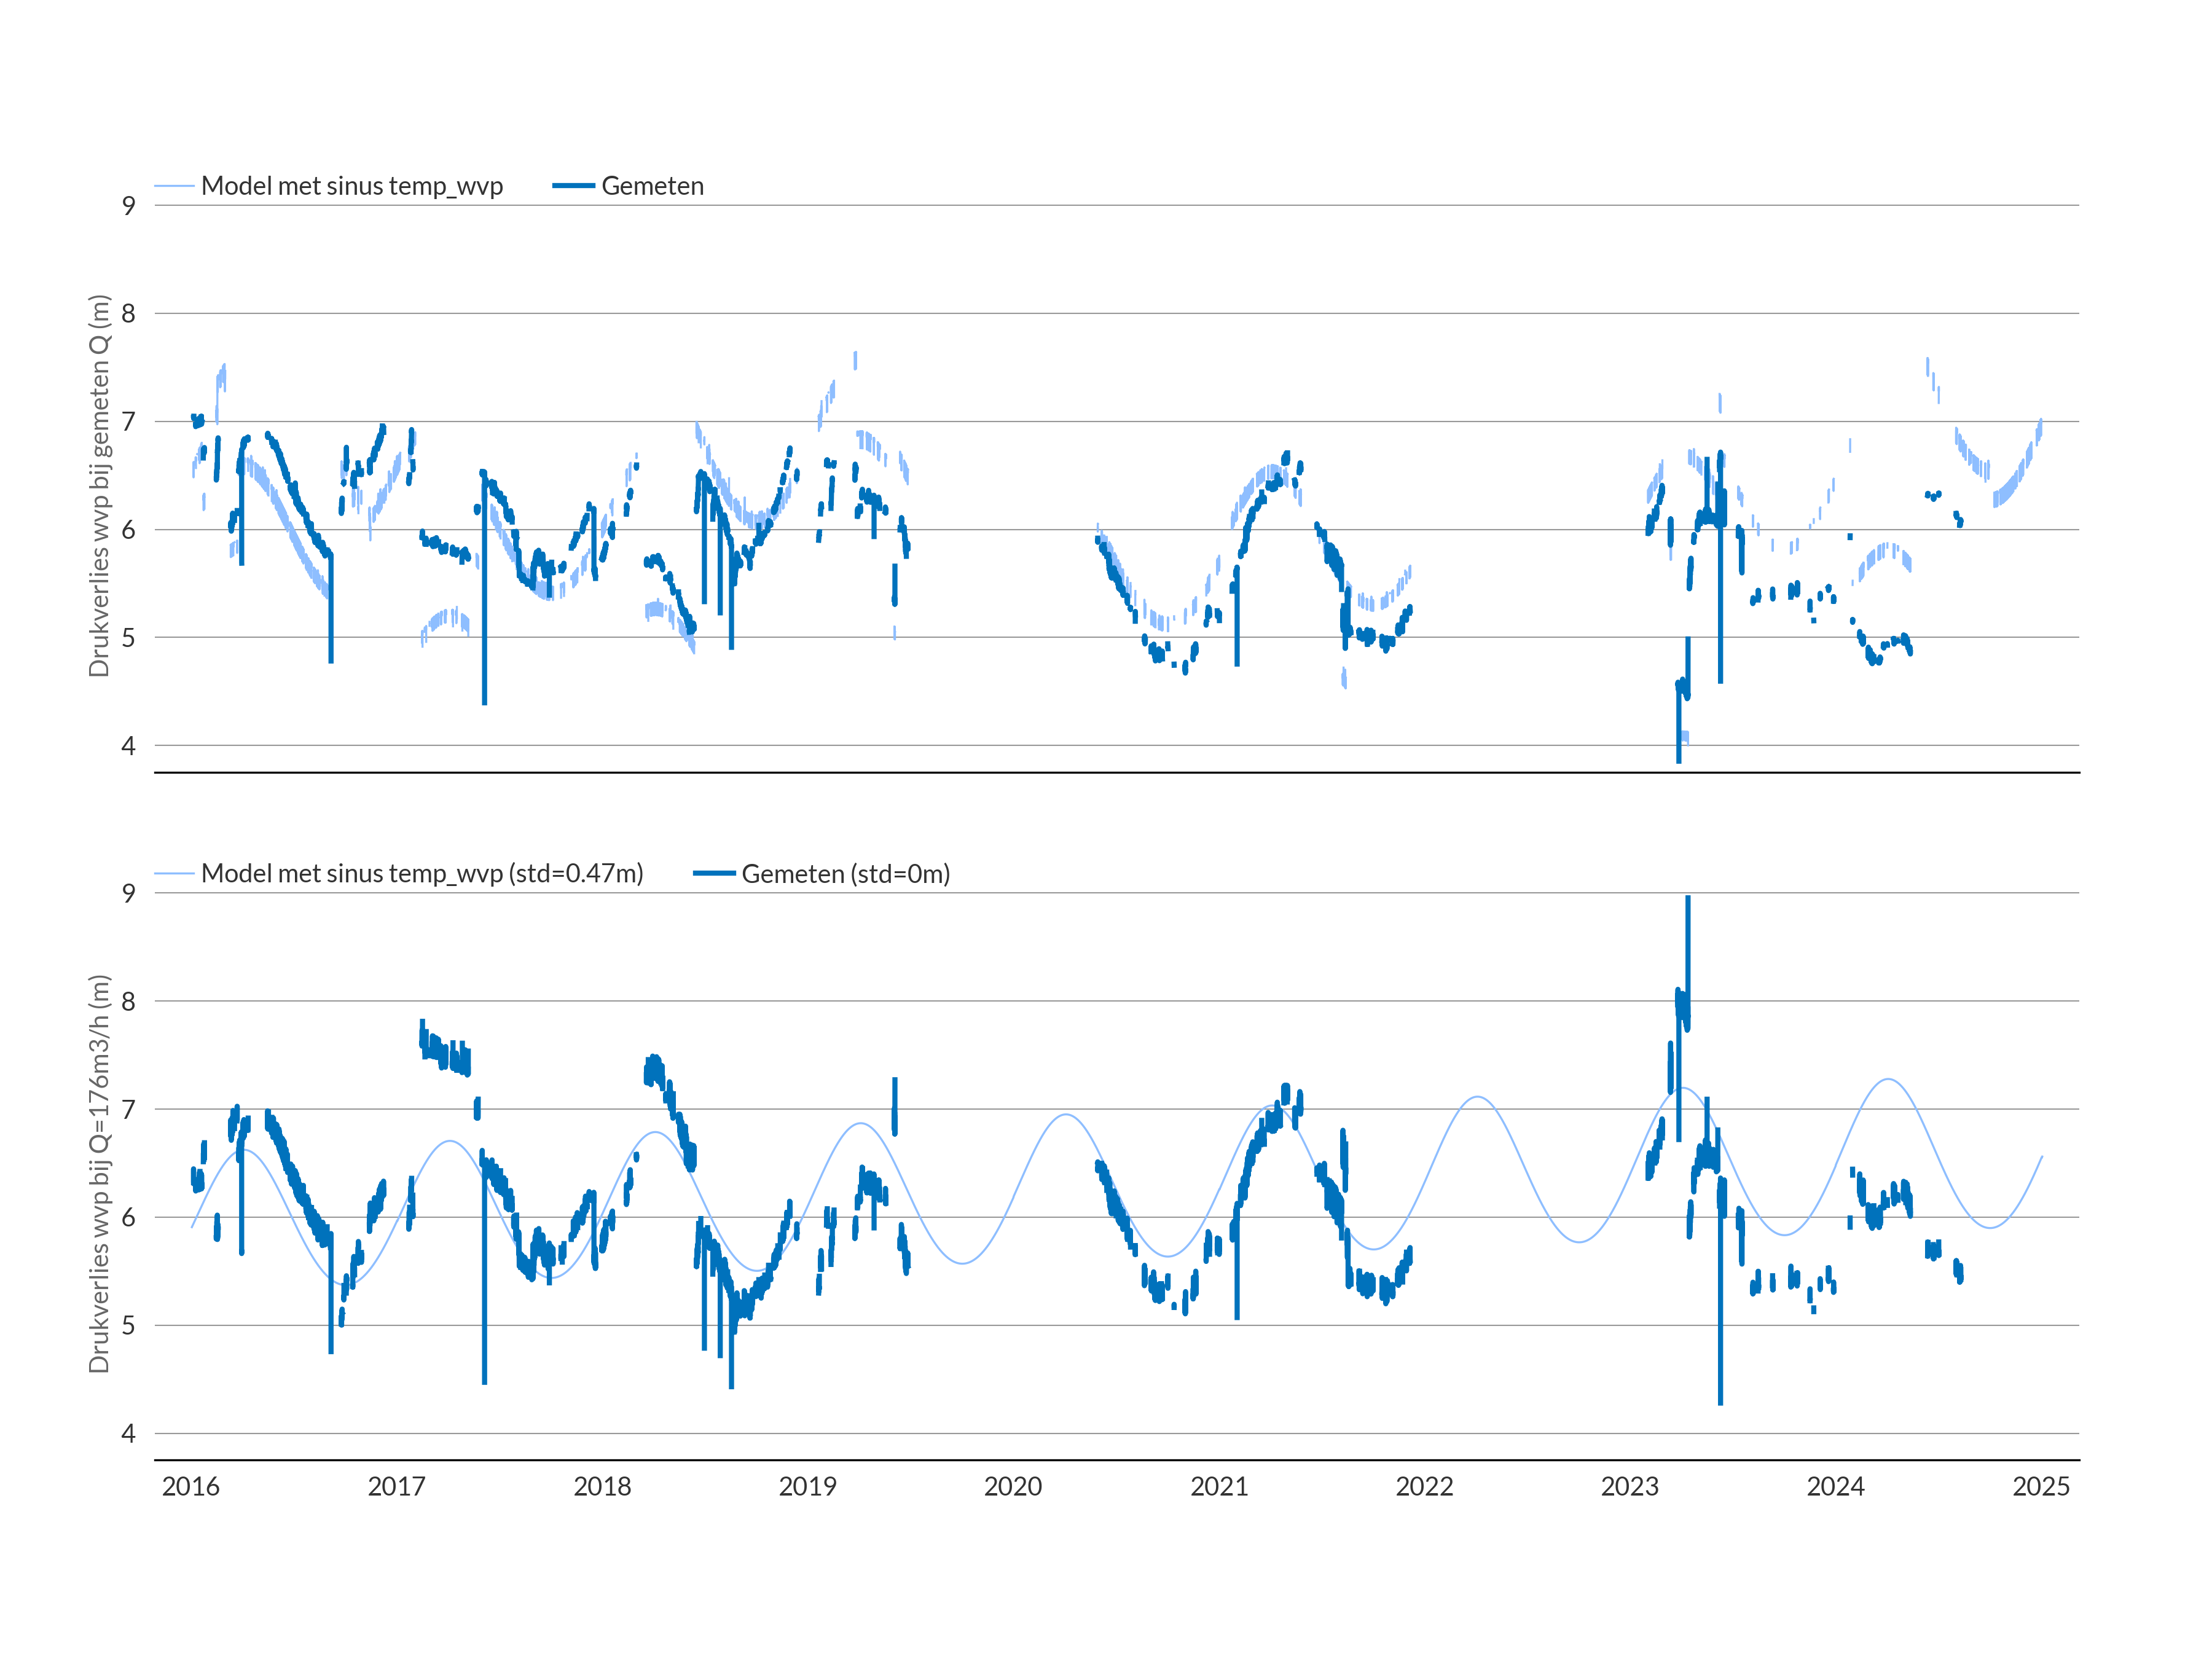 Model met sinus temp_wvp Gemeten
9
8
7
6
5
4
Drukverlies wvp bij gemeten Q (m)
Model met sinus temp_wvp (std=0.47m) Gemeten (std=0m)
9
8
7
6
5
4
Drukverlies wvp bij Q=176m3/h (m)
2016 2017 2018 2019 2020 2021 2022 2023 2024 2025